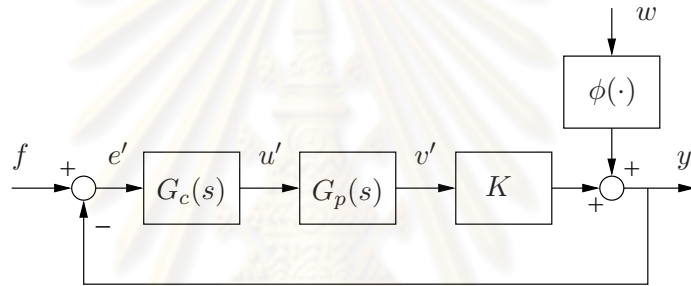 w
φ(·)
f + e′ G_c(s) u′ G_p(s) v′ K + + y
−